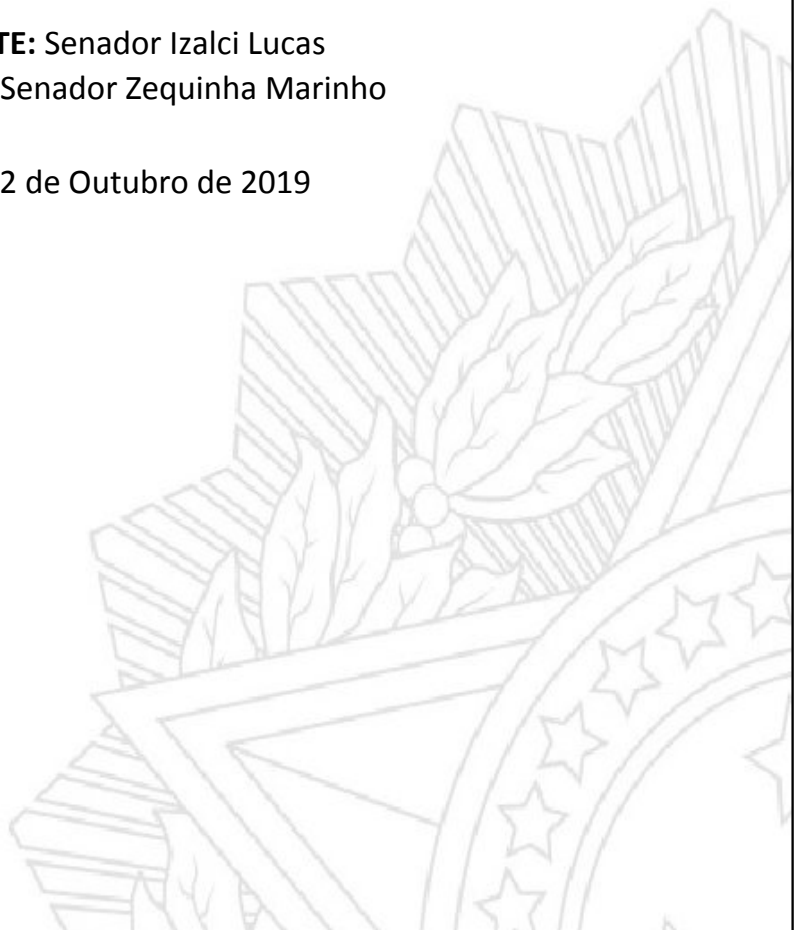 TE: Senador Izalci Lucas
Senador Zequinha Marinho
2 de Outubro de 2019